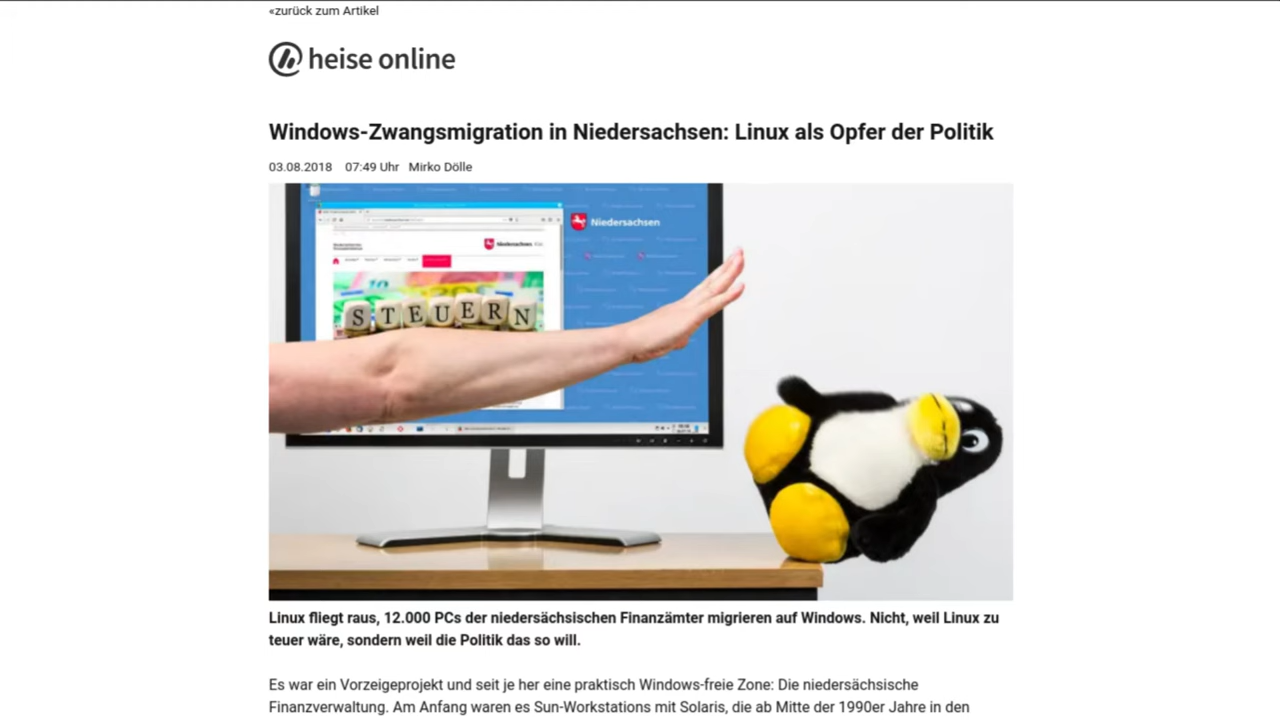 «zurück zum Artikel
heise online
Windows-Zwangsmigration in Niedersachsen: Linux als Opfer der Politik
03.08.2018 07:49 Uhr Mirko Dölle
Niedersachsen
Niedersachsen
STEUERN
Linux fliegt raus, 12.000 PCs der niedersächsischen Finanzämter migrieren auf Windows. Nicht, weil Linux zu
teuer wäre, sondern weil die Politik das so will.
Es war ein Vorzeigeprojekt und seit je her eine praktisch Windows-freie Zone: Die niedersächsische
Finanzverwaltung. Am Anfang waren es Sun-Workstations mit Solaris, die ab Mitte der 1990er Jahre in den